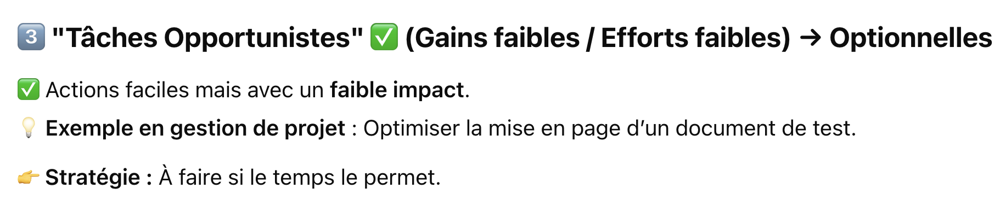 3️⃣ "Tâches Opportunistes" ✅ (Gains faibles / Efforts faibles) → Optionnelles
✅ Actions faciles mais avec un faible impact.
💡 Exemple en gestion de projet : Optimiser la mise en page d’un document de test.
👉 Stratégie : À faire si le temps le permet.